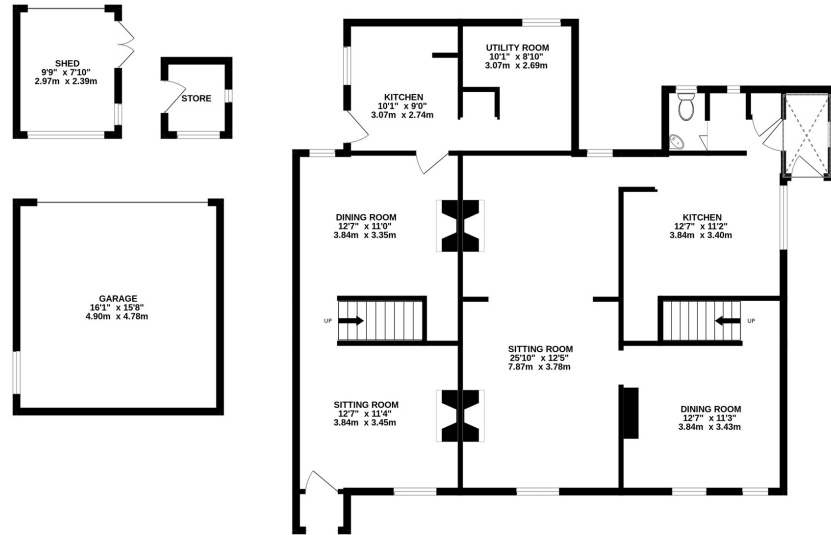 SHED
9'9" x 7'10"
2.97m x 2.39m
STORE
GARAGE
16'1" x 15'8"
4.90m x 4.78m
KITCHEN
10'1" x 9'0"
3.07m x 2.74m
UTILITY ROOM
10'1" x 8'10"
3.07m x 2.69m
DINING ROOM
12'7" x 11'0"
3.84m x 3.35m
KITCHEN
12'7" x 11'2"
3.84m x 3.40m
UP
UP
SITTING ROOM
25'10" x 12'5"
7.87m x 3.78m
SITTING ROOM
12'7" x 11'4"
3.84m x 3.45m
DINING ROOM
12'7" x 11'3"
3.84m x 3.43m